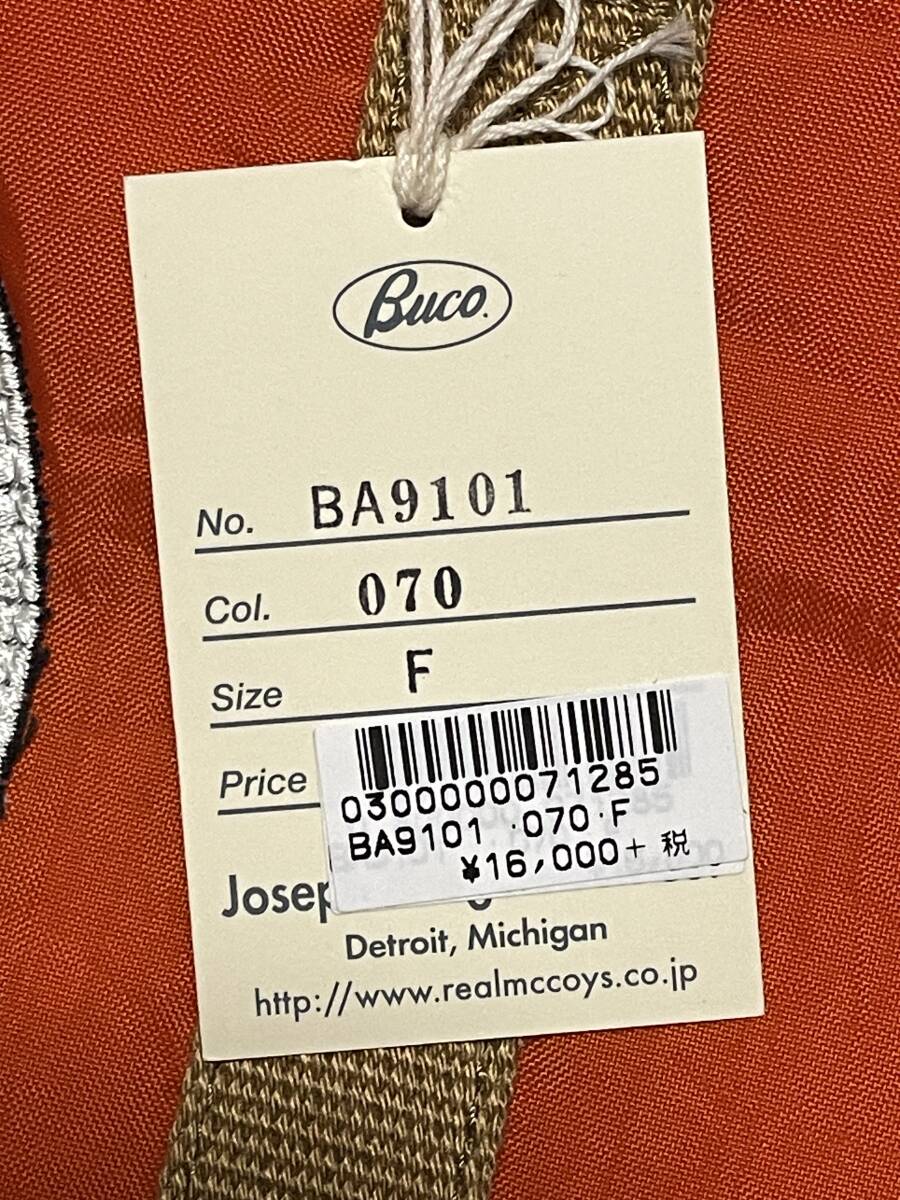 Buco.
No. BA9101
Col. 070
Size F
Price
0300000071285
BA9101 ·070·F
¥16,000+ 税
Detroit, Michigan
http://www.realmccoys.co.jp